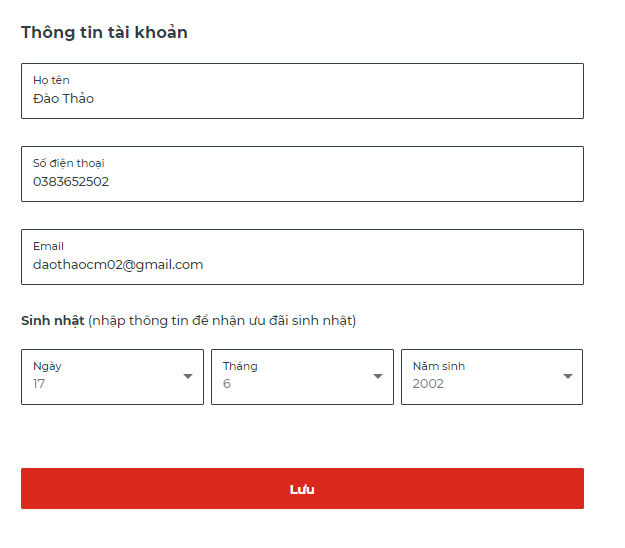 Thông tin tài khoản
Họ tên
Đào Thảo
Số điện thoại
0383652502
Email
daothaocm02@gmail.com
Sinh nhật (nhập thông tin để nhận ưu đãi sinh nhật)
Ngày Tháng Năm sinh
17 6 2002
Lưu